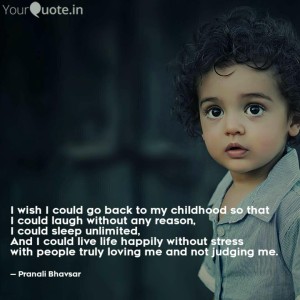 YourQuote.in
I wish I could go back to my childhood so that
I could laugh without any reason,
I could sleep unlimited,
And I could live life happily without stress
with people truly loving me and not judging me.
— Pranali Bhavsar